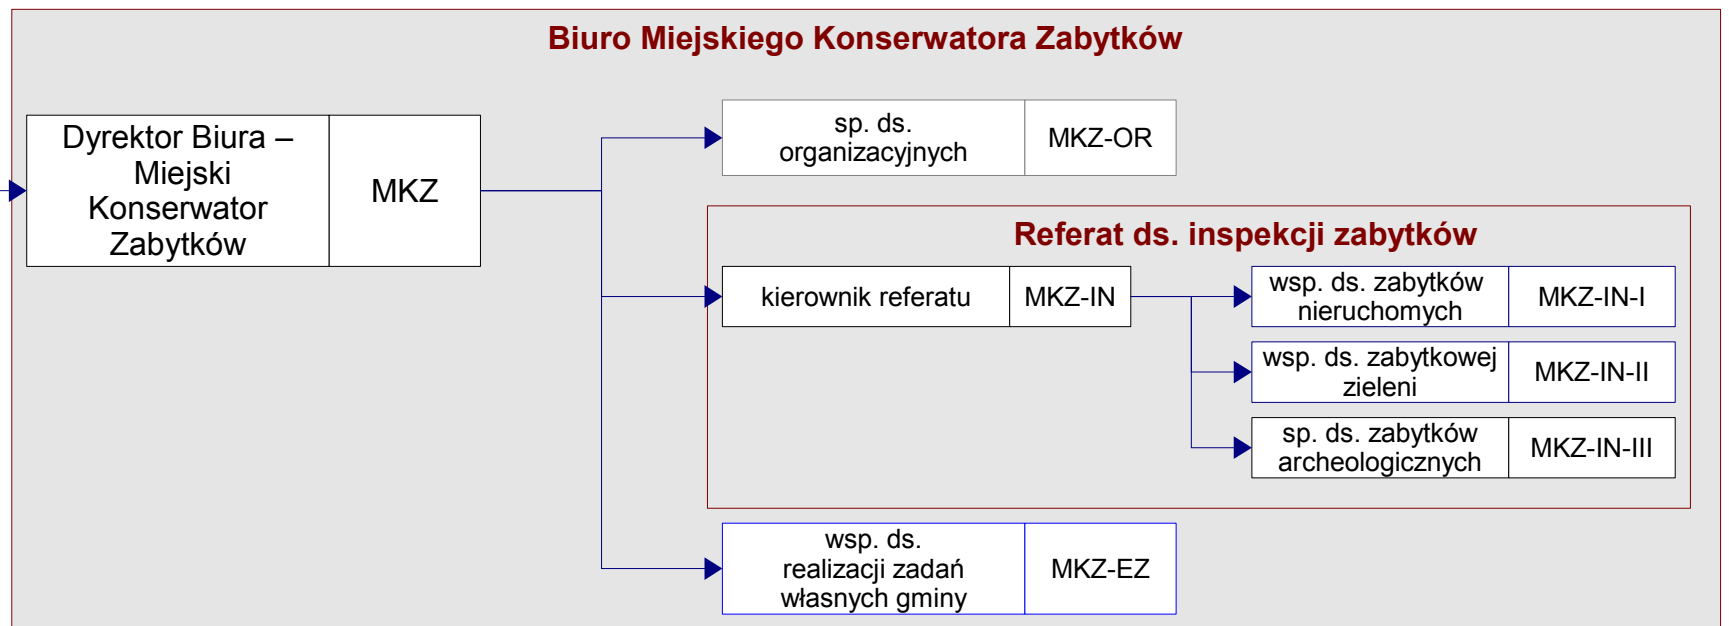 Biuro Miejskiego Konserwatora Zabytków
Dyrektor Biura –
Miejski
Konserwator
Zabytków
MKZ
sp. ds.
organizacyjnych
MKZ-OR
Referat ds. inspekcji zabytków
kierownik referatu
MKZ-IN
wsp. ds. zabytków
nieruchomych
MKZ-IN-I
wsp. ds. zabytkowej
zieleni
MKZ-IN-II
sp. ds. zabytków
archeologicznych
MKZ-IN-III
wsp. ds.
realizacji zadań
własnych gminy
MKZ-EZ